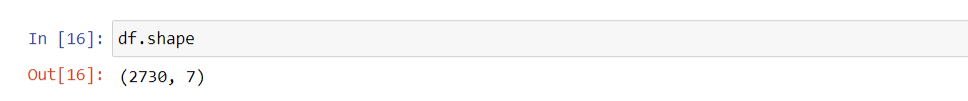 In [16]: df.shape
Out[16]: (2730, 7)